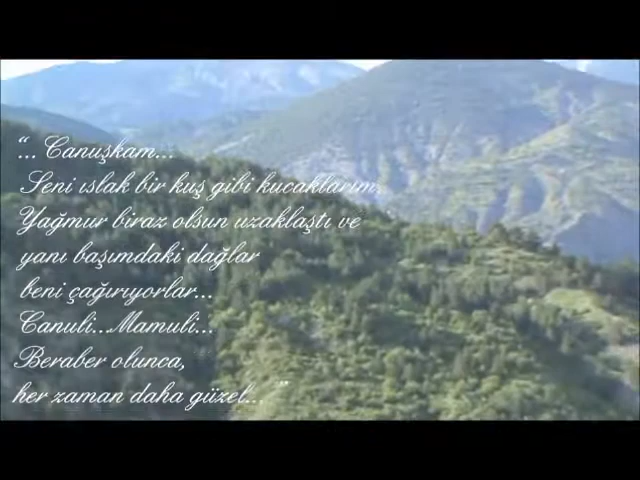 “... Canuşkam...
Seni ıslak bir kuş gibi kucaklarım,
Yağmur biraz olsun uzaklaştı ve
yanı başımdaki dağlar
beni çağırıyorlar...
Canuli...Mamuli...
Beraber olunca,
her zaman daha güzel... ”